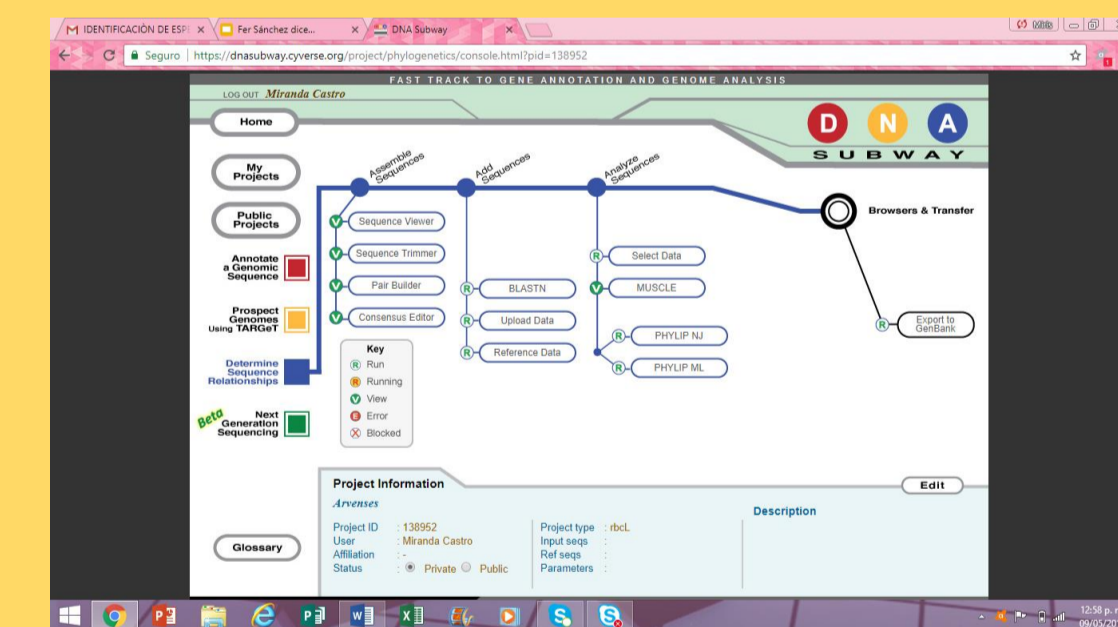 IDENTIFICACIÓN DE ESPE
Fer Sánchez dice...
DNA Subway
Seguro
https://dnasubway.cyverse.org/project/phylogenetics/console.html?pid=138952
FAST TRACK TO GENE ANNOTATION AND GENOME ANALYSIS
LOG OUT Miranda Castro
Home
D N A
SUBWAY
My
Projects
Public
Projects
Annotate
a Genomic
Sequence
Prospect
Genomes
Using TARGeT
Determine
Sequence
Relationships
Beta
Next
Generation
Sequencing
Assemble
Sequences
V Sequence Viewer
V Sequence Trimmer
V Pair Builder
V Consensus Editor
Add
Sequences
R BLASTN
R Upload Data
R Reference Data
Analyze
Sequences
R Select Data
V MUSCLE
R PHYLIP NJ
R PHYLIP ML
Browsers & Transfer
R Export to
GenBank
Key
R Run
R Running
V View
E Error
Blocked
Project Information
Edit
Arvenses
Project ID : 138952
User : Miranda Castro
Affiliation : -
Status : Private Public
Project type : rbcL
Input seqs :
Ref seqs :
Parameters :
Description
Glossary
12:58 p. m
09/05/20